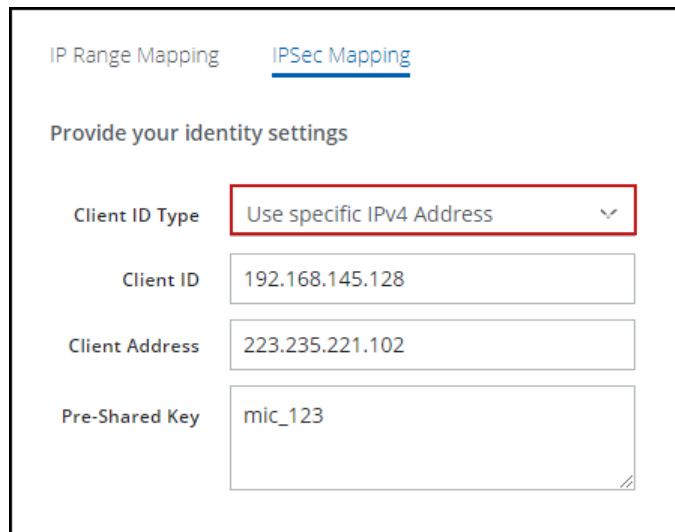 IP Range Mapping IPSec Mapping
Provide your identity settings
Client ID Type Use specific IPv4 Address
Client ID 192.168.145.128
Client Address 223.235.221.102
Pre-Shared Key mic_123